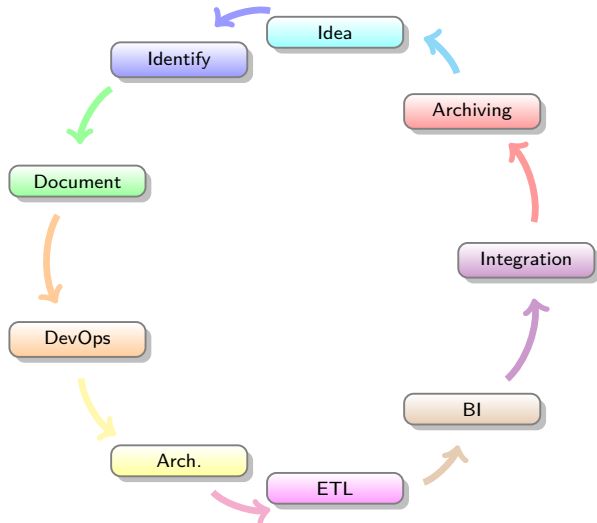 Idea
Identify
Document
DevOps
Arch.
ETL
BI
Integration
Archiving